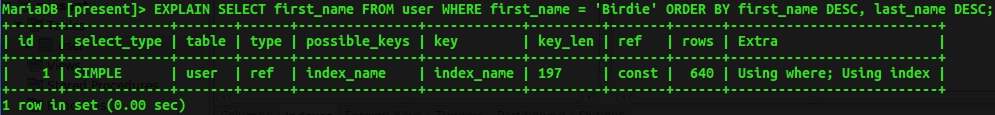 MariaDB [present]> EXPLAIN SELECT first_name FROM user WHERE first_name = 'Birdie' ORDER BY first_name DESC, last_name DESC;
+------+-------------+-------+------+---------------+------------+---------+-------+------+--------------------------+
| id   | select_type | table | type | possible_keys | key        | key_len | ref   | rows | Extra                    |
+------+-------------+-------+------+---------------+------------+---------+-------+------+--------------------------+
|    1 | SIMPLE      | user  | ref  | index_name    | index_name | 197     | const |  640 | Using where; Using index |
+------+-------------+-------+------+---------------+------------+---------+-------+------+--------------------------+
1 row in set (0.00 sec)